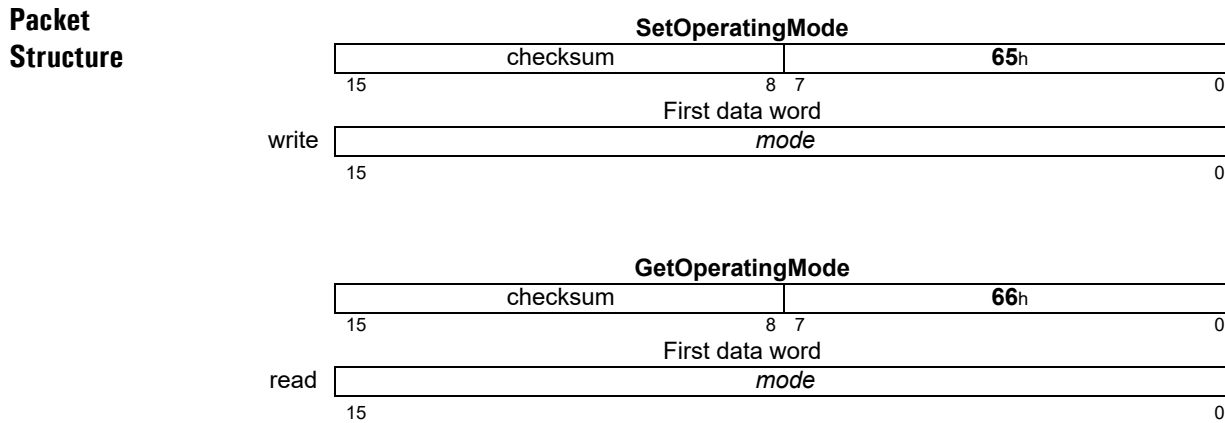 Packet
Structure
SetOperatingMode
checksum 65h
15 8 7 0
First data word
write mode
15 0
GetOperatingMode
checksum 66h
15 8 7 0
First data word
read mode
15 0